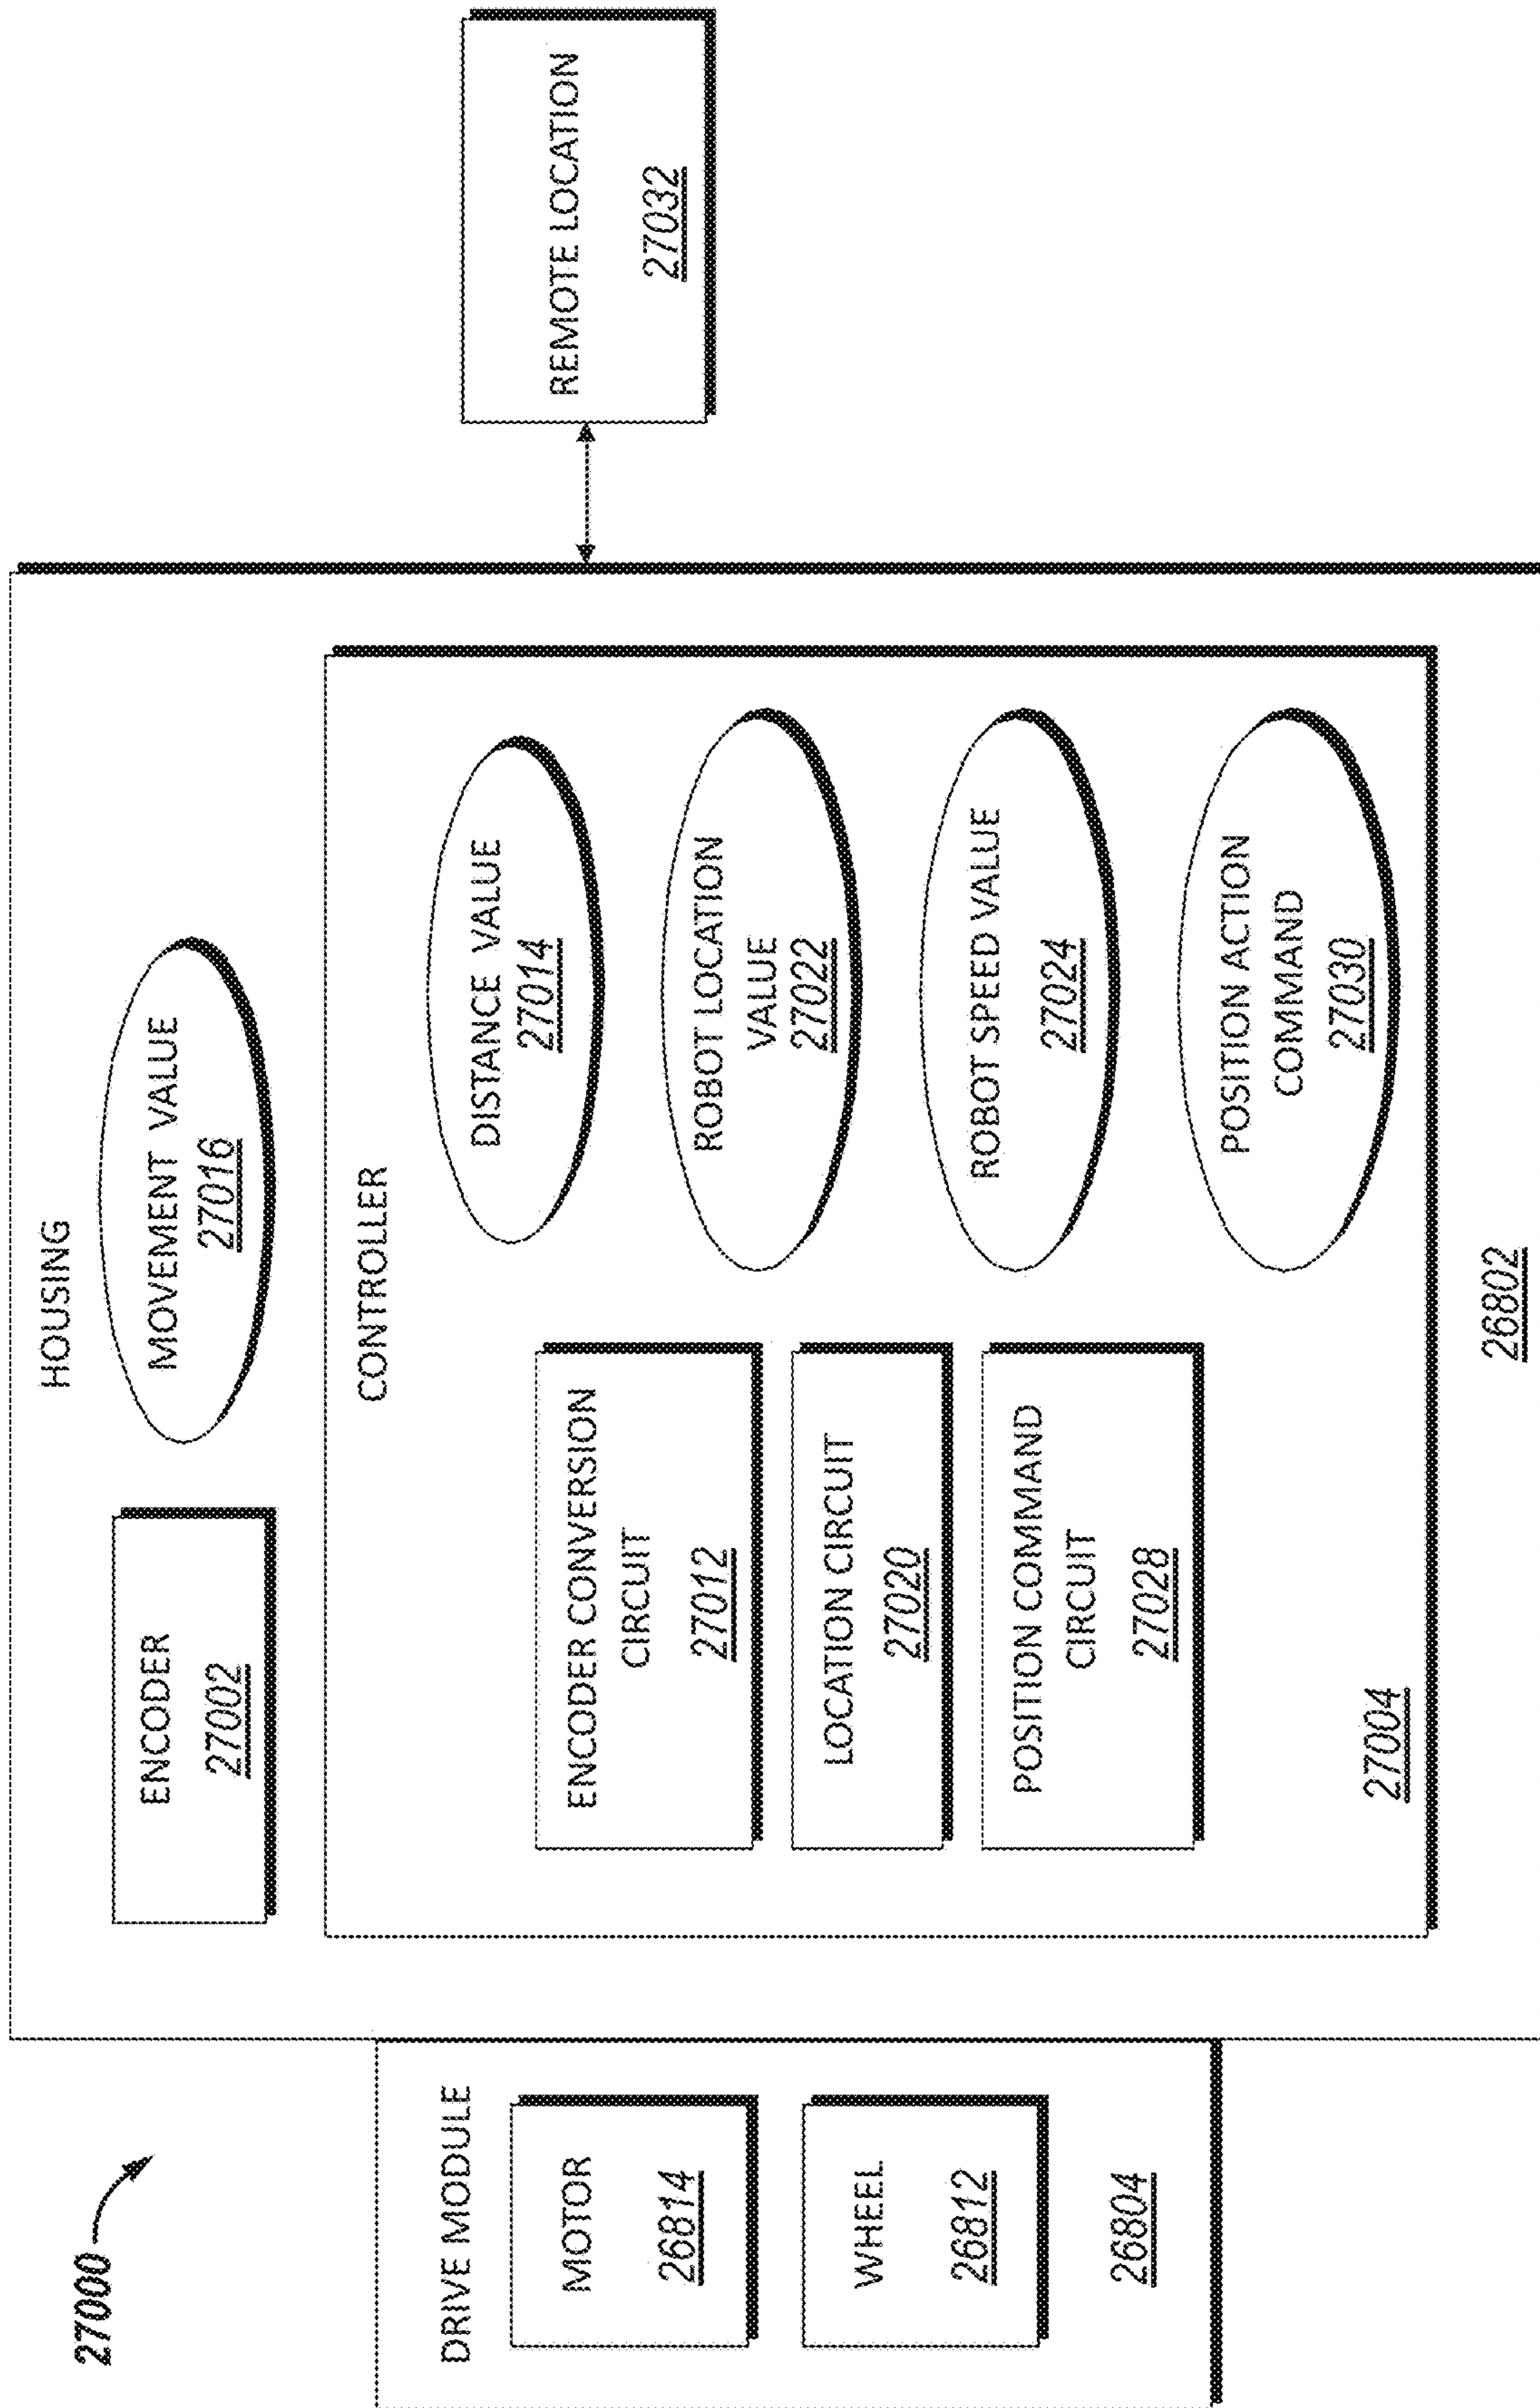 27000
DRIVE MODULE
MOTOR
26814
WHEEL
26812
26804
HOUSING
ENCODER
27002
MOVEMENT VALUE
27016
CONTROLLER
ENCODER CONVERSION
CIRCUIT
27012
LOCATION CIRCUIT
27020
POSITION COMMAND
CIRCUIT
27028
27004
DISTANCE VALUE
27014
ROBOT LOCATION
VALUE
27022
ROBOT SPEED VALUE
27024
POSITION ACTION
COMMAND
27030
26802
REMOTE LOCATION
27032